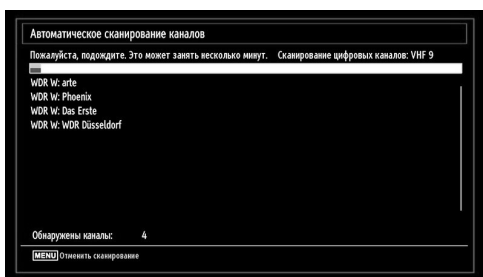 Автоматическое сканирование каналов
Пожалуйста, подождите. Это может занять несколько минут. Сканирование цифровых каналов: VHF 9
WDR W: arte
WDR W: Phoenix
WDR W: Das Erste
WDR W: WDR Düsseldorf
Обнаружены каналы: 4
MENU Отменить сканирование